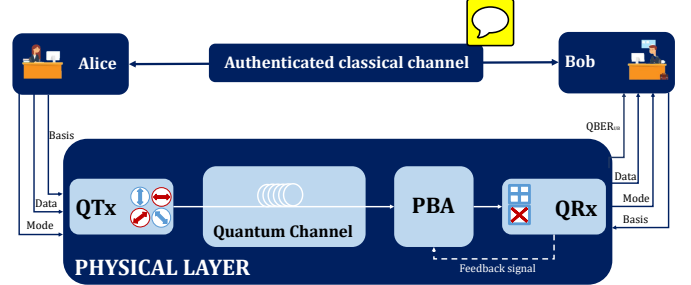 Alice
Authenticated classical channel
Bob
Basis
Data
Mode
QTx
Quantum Channel
PBA
QRx
QBER
Data
Mode
Basis
Feedback signal
PHYSICAL LAYER